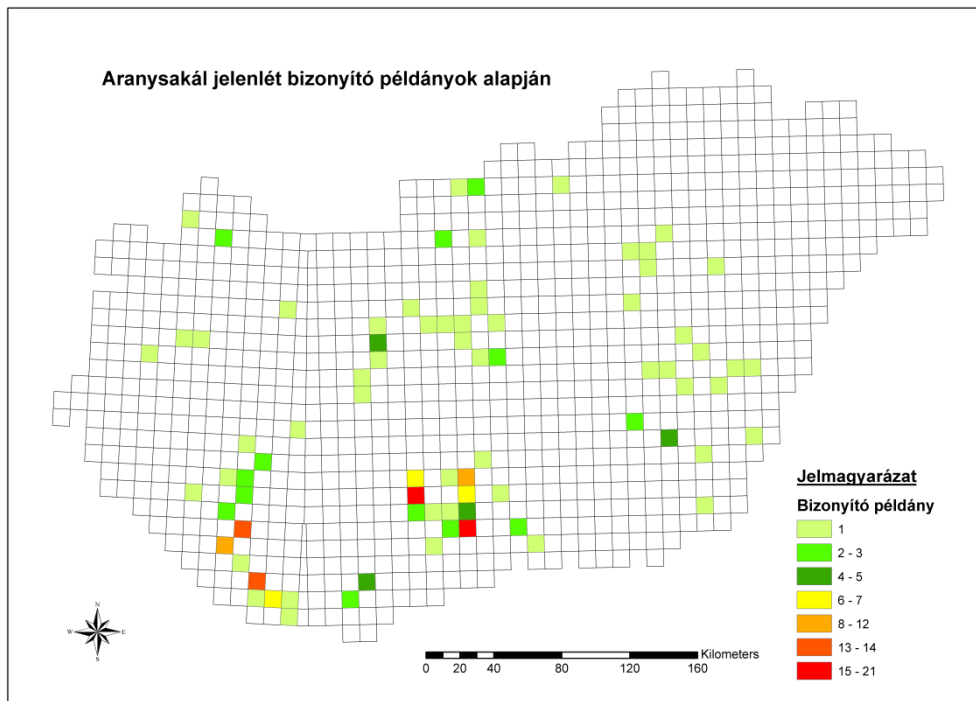 Aranysakál jelenlét bizonyító példányok alapján
Jelmagyarázat
Bizonyító példány
1
2 - 3
4 - 5
6 - 7
8 - 12
13 - 14
15 - 21
N
W E
S
Kilometers
0 20 40 80 120 160